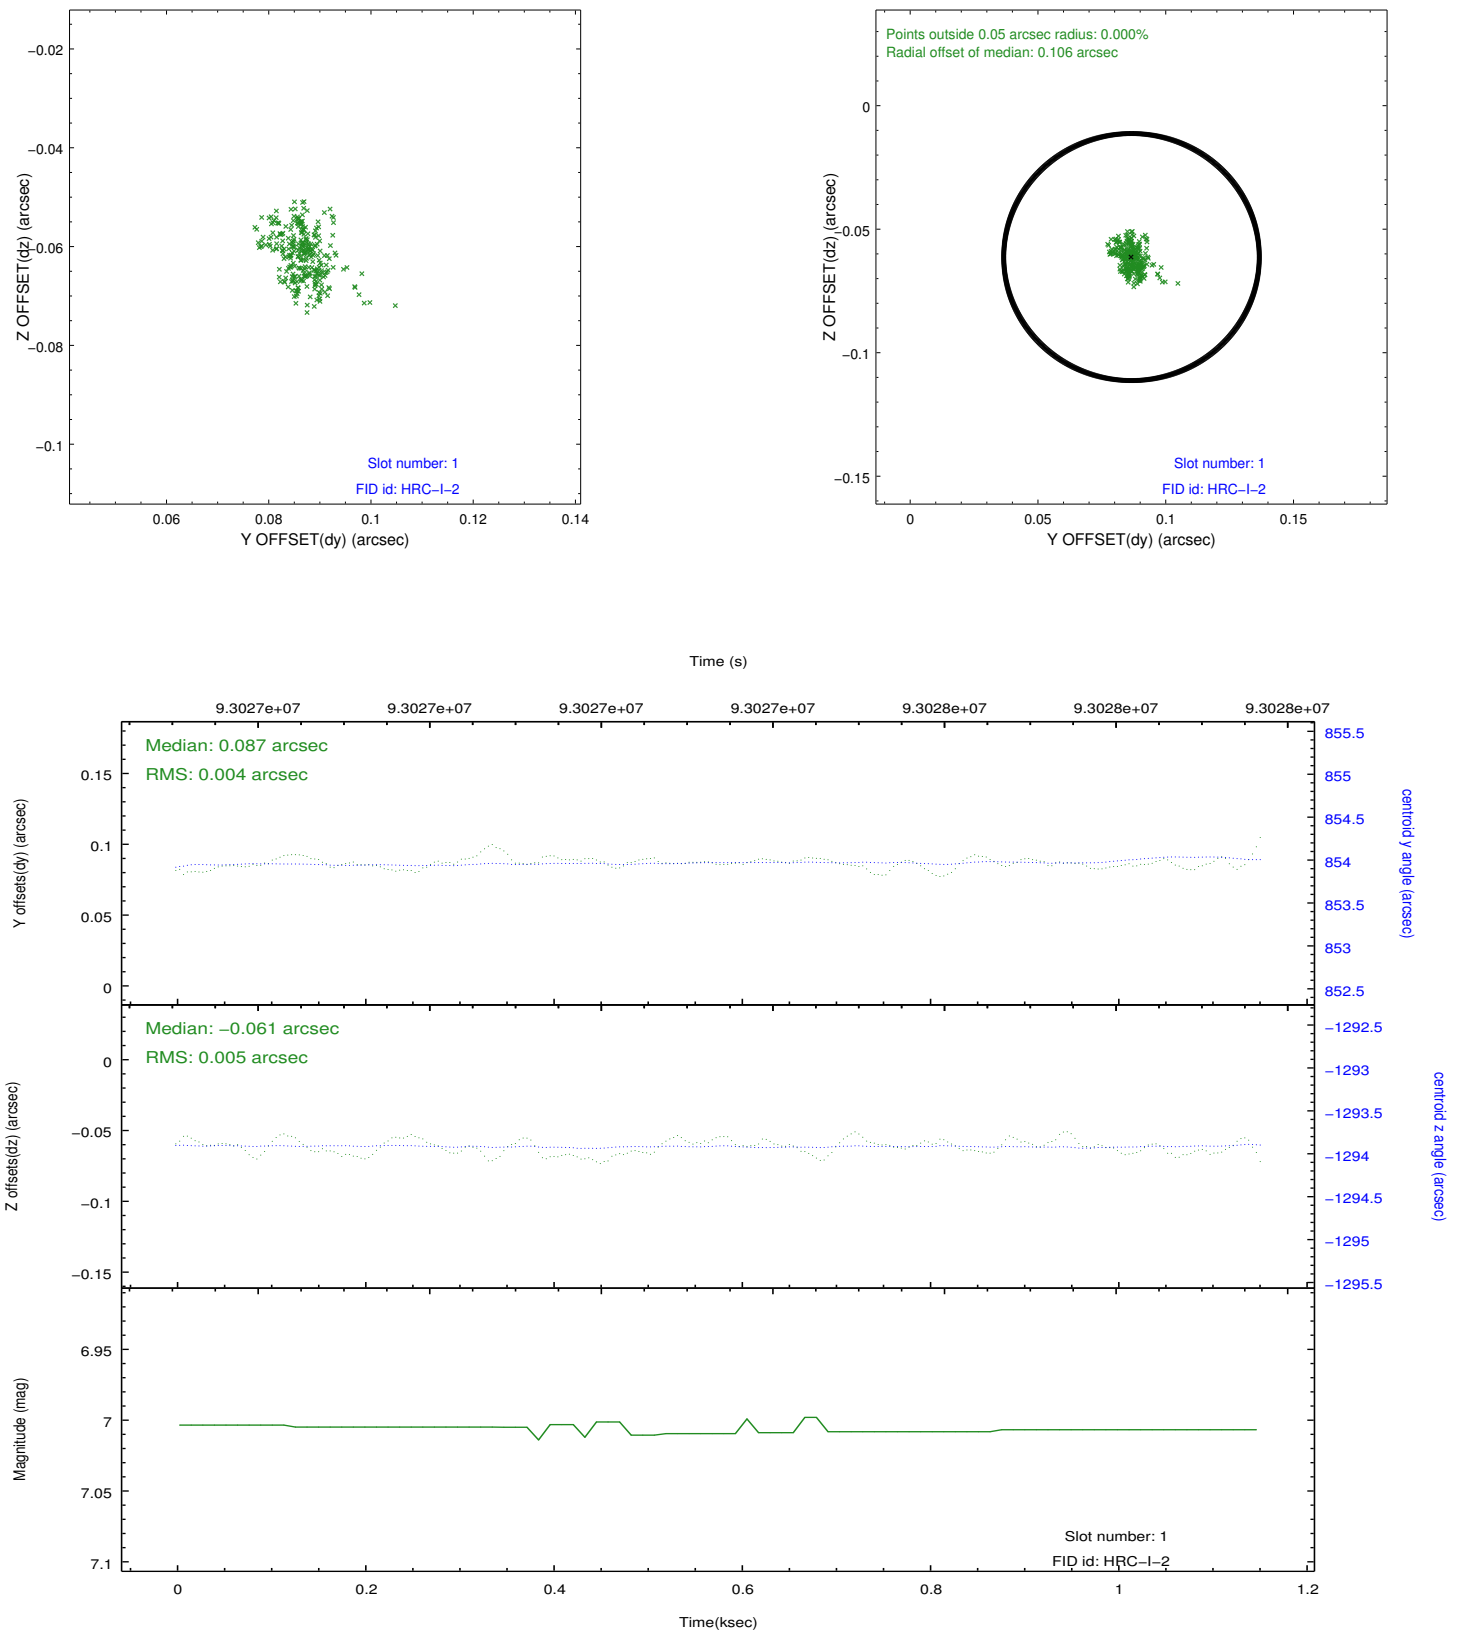 −0.02
−0.04
−0.06
−0.08
−0.1
Z OFFSET(dz) (arcsec)
Slot number: 1
FID id: HRC−I−2
0.06
0.08
0.1
0.12
0.14
Y OFFSET(dy) (arcsec)
Points outside 0.05 arcsec radius: 0.000%
Radial offset of median: 0.106 arcsec
0
−0.05
−0.1
−0.15
Z OFFSET(dz) (arcsec)
Slot number: 1
FID id: HRC−I−2
0
0.05
0.1
0.15
Y OFFSET(dy) (arcsec)
Time (s)
9.3027e+07
9.3027e+07
9.3027e+07
9.3027e+07
9.3028e+07
9.3028e+07
9.3028e+07
Median: 0.087 arcsec
RMS: 0.004 arcsec
0.15
0.1
0.05
0
Y offsets(dy) (arcsec)
855.5
855
854.5
854
853.5
853
852.5
centroid y angle (arcsec)
Median: −0.061 arcsec
RMS: 0.005 arcsec
0
−0.05
−0.1
−0.15
Z offsets(dz) (arcsec)
−1292.5
−1293
−1293.5
−1294
−1294.5
−1295
−1295.5
centroid z angle (arcsec)
6.95
7
7.05
7.1
Magnitude (mag)
Slot number: 1
FID id: HRC−I−2
0
0.2
0.4
0.6
0.8
1
1.2
Time(ksec)